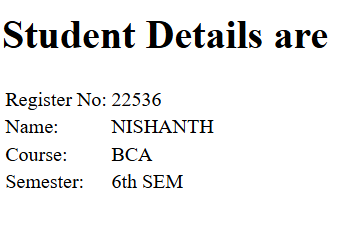 Student Details are
Register No: 22536
Name: NISHANTH
Course: BCA
Semester: 6th SEM